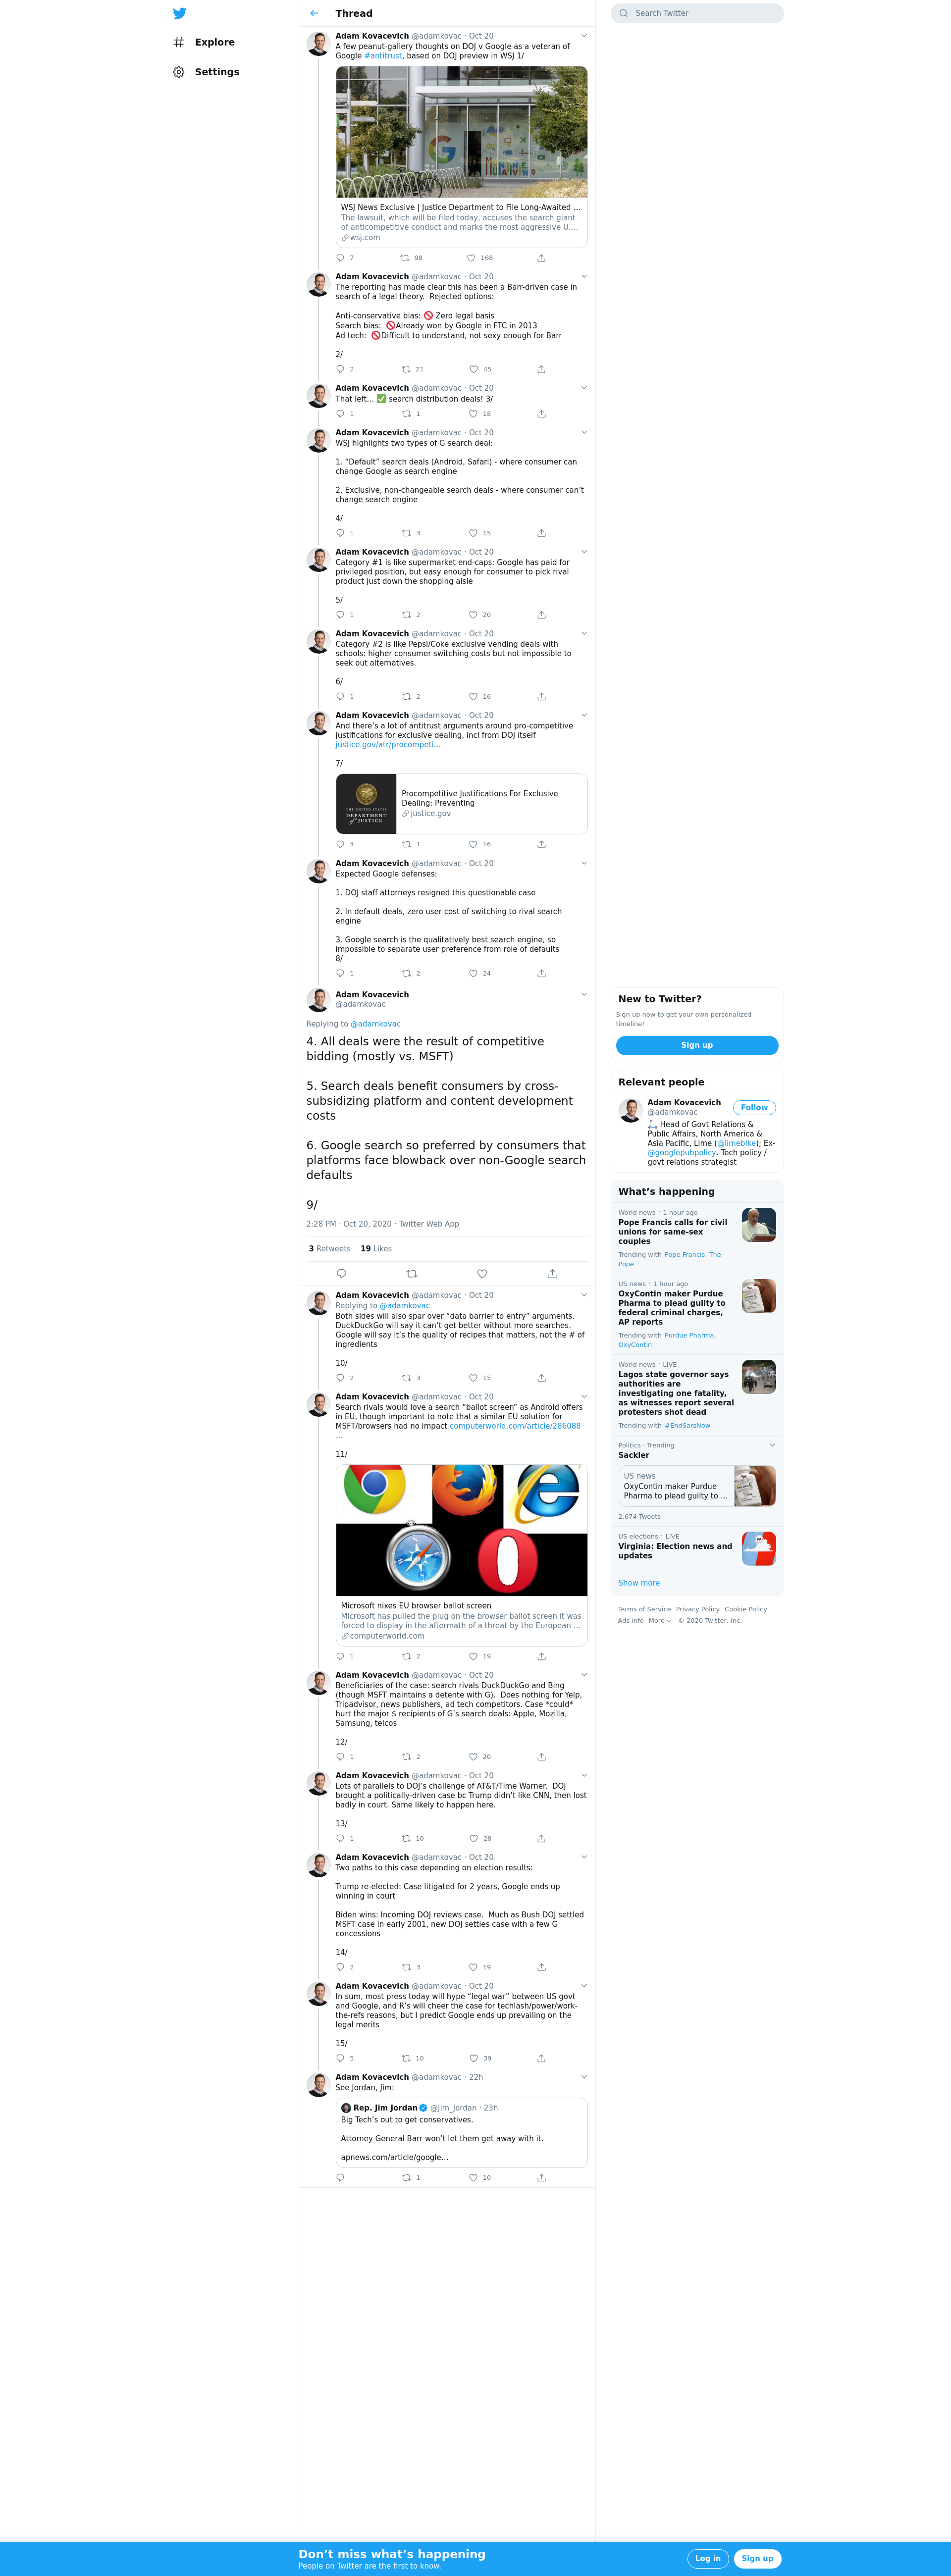 Explore
Settings
Thread
Search Twitter
Adam Kovacevich @adamkovac · Oct 20
A few peanut-gallery thoughts on DOJ v Google as a veteran of
Google #antitrust, based on DOJ preview in WSJ 1/
WSJ News Exclusive | Justice Department to File Long-Awaited …
The lawsuit, which will be filed today, accuses the search giant
of anticompetitive conduct and marks the most aggressive U.…
wsj.com
7 98 168
Adam Kovacevich @adamkovac · Oct 20
The reporting has made clear this has been a Barr-driven case in
search of a legal theory. Rejected options:
Anti-conservative bias: 🚫 Zero legal basis
Search bias: 🚫Already won by Google in FTC in 2013
Ad tech: 🚫Difficult to understand, not sexy enough for Barr
2/
2 21 45
Adam Kovacevich @adamkovac · Oct 20
That left... ✅ search distribution deals! 3/
1 1 18
Adam Kovacevich @adamkovac · Oct 20
WSJ highlights two types of G search deal:
1. “Default” search deals (Android, Safari) - where consumer can
change Google as search engine
2. Exclusive, non-changeable search deals - where consumer can’t
change search engine
4/
1 3 15
Adam Kovacevich @adamkovac · Oct 20
Category #1 is like supermarket end-caps: Google has paid for
privileged position, but easy enough for consumer to pick rival
product just down the shopping aisle
5/
1 2 20
Adam Kovacevich @adamkovac · Oct 20
Category #2 is like Pepsi/Coke exclusive vending deals with
schools: higher consumer switching costs but not impossible to
seek out alternatives.
6/
1 2 16
Adam Kovacevich @adamkovac · Oct 20
And there’s a lot of antitrust arguments around pro-competitive
justifications for exclusive dealing, incl from DOJ itself
justice.gov/atr/procompeti…
7/
THE UNITED STATES
DEPARTMENT
of JUSTICE
Procompetitive Justifications For Exclusive
Dealing: Preventing
justice.gov
3 1 16
Adam Kovacevich @adamkovac · Oct 20
Expected Google defenses:
1. DOJ staff attorneys resigned this questionable case
2. In default deals, zero user cost of switching to rival search
engine
3. Google search is the qualitatively best search engine, so
impossible to separate user preference from role of defaults
8/
1 2 24
Adam Kovacevich
@adamkovac
Replying to @adamkovac
4. All deals were the result of competitive
bidding (mostly vs. MSFT)
5. Search deals benefit consumers by cross-
subsidizing platform and content development
costs
6. Google search so preferred by consumers that
platforms face blowback over non-Google search
defaults
9/
2:28 PM · Oct 20, 2020 · Twitter Web App
3 Retweets 19 Likes
Adam Kovacevich @adamkovac · Oct 20
Replying to @adamkovac
Both sides will also spar over “data barrier to entry” arguments.
DuckDuckGo will say it can’t get better without more searches.
Google will say it’s the quality of recipes that matters, not the # of
ingredients
10/
2 3 15
Adam Kovacevich @adamkovac · Oct 20
Search rivals would love a search “ballot screen” as Android offers
in EU, though important to note that a similar EU solution for
MSFT/browsers had no impact computerworld.com/article/286088
…
11/
Microsoft nixes EU browser ballot screen
Microsoft has pulled the plug on the browser ballot screen it was
forced to display in the aftermath of a threat by the European …
computerworld.com
1 2 19
Adam Kovacevich @adamkovac · Oct 20
Beneficiaries of the case: search rivals DuckDuckGo and Bing
(though MSFT maintains a detente with G). Does nothing for Yelp,
Tripadvisor, news publishers, ad tech competitors. Case *could*
hurt the major $ recipients of G’s search deals: Apple, Mozilla,
Samsung, telcos
12/
1 2 20
Adam Kovacevich @adamkovac · Oct 20
Lots of parallels to DOJ’s challenge of AT&T/Time Warner. DOJ
brought a politically-driven case bc Trump didn’t like CNN, then lost
badly in court. Same likely to happen here.
13/
1 10 28
Adam Kovacevich @adamkovac · Oct 20
Two paths to this case depending on election results:
Trump re-elected: Case litigated for 2 years, Google ends up
winning in court
Biden wins: Incoming DOJ reviews case. Much as Bush DOJ settled
MSFT case in early 2001, new DOJ settles case with a few G
concessions
14/
2 3 19
Adam Kovacevich @adamkovac · Oct 20
In sum, most press today will hype “legal war” between US govt
and Google, and R’s will cheer the case for techlash/power/work-
the-refs reasons, but I predict Google ends up prevailing on the
legal merits
15/
5 10 39
Adam Kovacevich @adamkovac · 22h
See Jordan, Jim:
Rep. Jim Jordan @Jim_Jordan · 23h
Big Tech’s out to get conservatives.
Attorney General Barr won’t let them get away with it.
apnews.com/article/google…
1 10
New to Twitter?
Sign up now to get your own personalized
timeline!
Sign up
Relevant people
Adam Kovacevich
@adamkovac
Follow
🛴 Head of Govt Relations &
Public Affairs, North America &
Asia Pacific, Lime (@limebike); Ex-
@googlepubpolicy. Tech policy /
govt relations strategist
What’s happening
World news · 1 hour ago
Pope Francis calls for civil
unions for same-sex
couples
Trending with Pope Francis, The
Pope
US news · 1 hour ago
OxyContin maker Purdue
Pharma to plead guilty to
federal criminal charges,
AP reports
Trending with Purdue Pharma,
OxyContin
World news · LIVE
Lagos state governor says
authorities are
investigating one fatality,
as witnesses report several
protesters shot dead
Trending with #EndSarsNow
Politics · Trending
Sackler
US news
OxyContin maker Purdue
Pharma to plead guilty to …
2,674 Tweets
US elections · LIVE
Virginia: Election news and
updates
Show more
Terms of Service Privacy Policy Cookie Policy
Ads info More © 2020 Twitter, Inc.
Don’t miss what’s happening
People on Twitter are the first to know.
Log in
Sign up